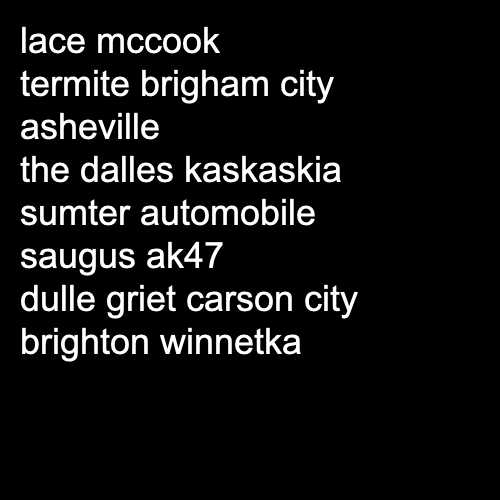 lace mccook
termite brigham city
asheville
the dalles kaskaskia
sumter automobile
saugus ak47
dulle griet carson city
brighton winnetka